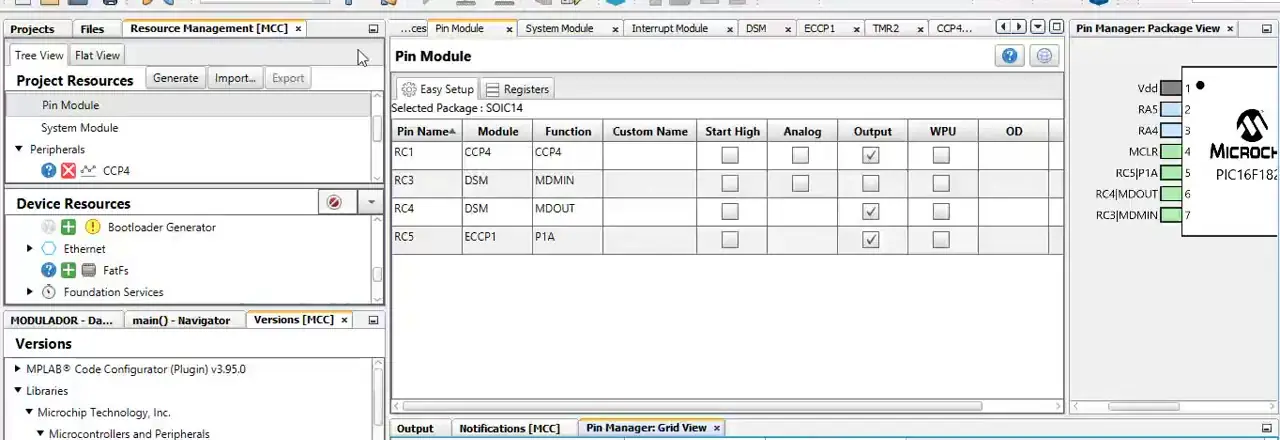 Projects
Files
Resource Management [MCC] ×
Tree View
Flat View
Project Resources
Generate
Import...
Export
Pin Module
System Module
Peripherals
CCP4
Device Resources
Bootloader Generator
Ethernet
FatFs
Foundation Services
MODULADOR - Da...
main() - Navigator
Versions [MCC] ×
Versions
MPLAB® Code Configurator (Plugin) v3.95.0
Libraries
Microchip Technology, Inc.
Microcontrollers and Peripherals
...ces
Pin Module ×
System Module ×
Interrupt Module ×
DSM ×
ECCP1 ×
TMR2 ×
CCP4...
Pin Module
Easy Setup
Registers
Selected Package : SOIC14
Pin Name Module Function Custom Name Start High Analog Output WPU OD
RC1 CCP4 CCP4
RC3 DSM MDMIN
RC4 DSM MDOUT
RC5 ECCP1 P1A
Output
Notifications [MCC]
Pin Manager: Grid View ×
Pin Manager: Package View ×
Vdd 1
RA5 2
RA4 3
MCLR 4
RC5|P1A 5
RC4|MDOUT 6
RC3|MDMIN 7
MICROCH
PIC16F182